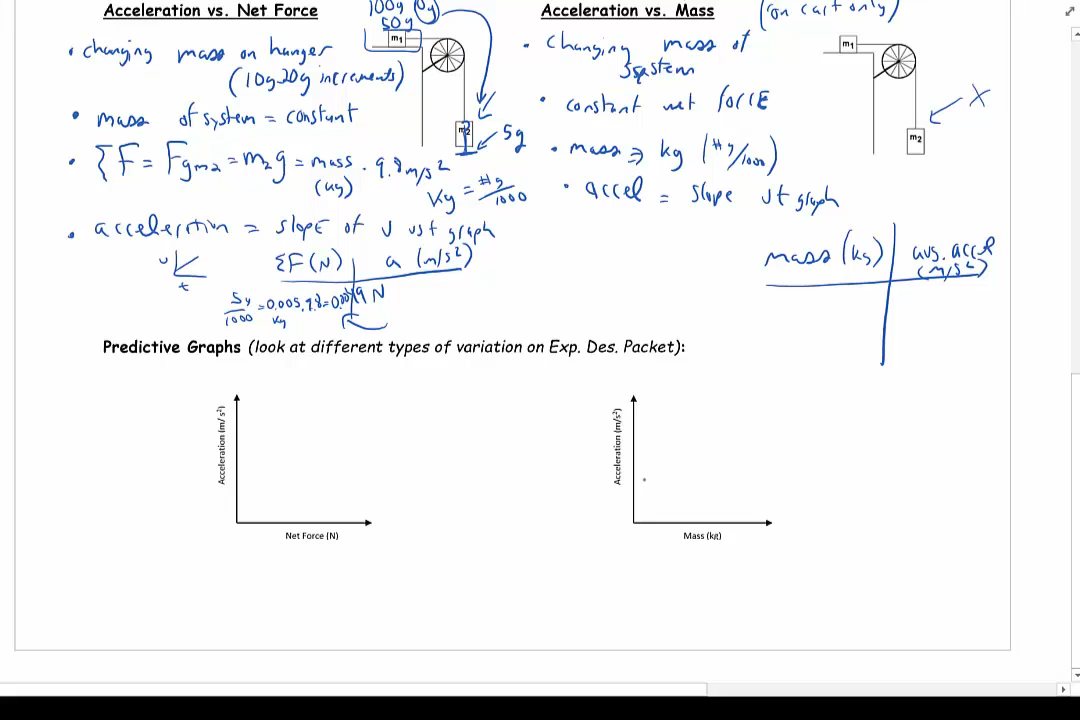 Acceleration vs. Net Force
100g (0g)
50g
m1
• changing mass on hanger
(10g-20g increments)
• mass of system = constant
m2
5g
• ΣF = Fgm2 = m2g = mass · 9.8 m/s²
(kg)
kg = #g/1000
• acceleration = slope of v vs t graph
v
t
ΣF (N) | a (m/s²)
5g/1000 = 0.005 · 9.8 = N
kg
Acceleration vs. Mass
(on cart only)
m1
• Changing mass of
system
• constant net force
X
m2
• mass ⇒ kg (#g/1000)
• accel = slope vt graph
mass (kg) | avg. accel
(m/s²)
Predictive Graphs (look at different types of variation on Exp. Des. Packet):
Acceleration (m/s²)
Net Force (N)
Acceleration (m/s²)
Mass (kg)